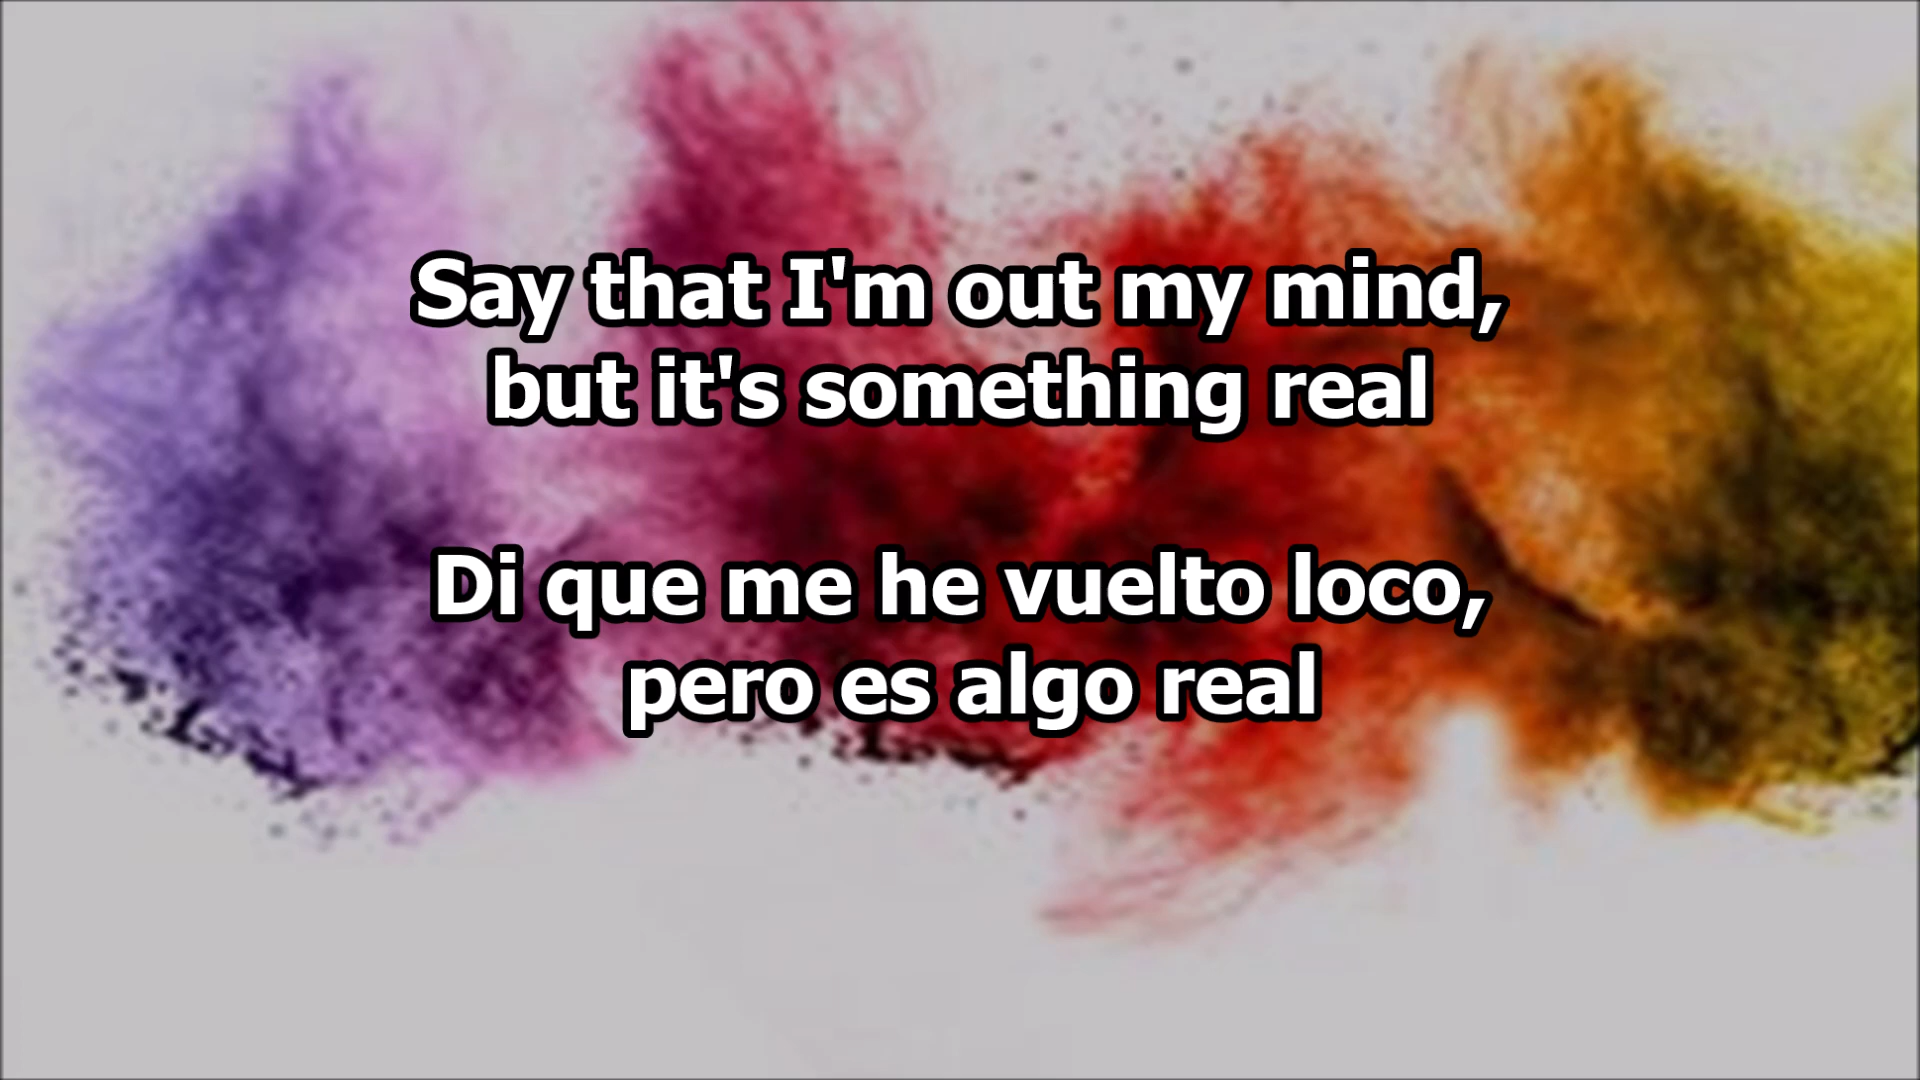 Say that I'm out my mind,
but it's something real
Di que me he vuelto loco,
pero es algo real